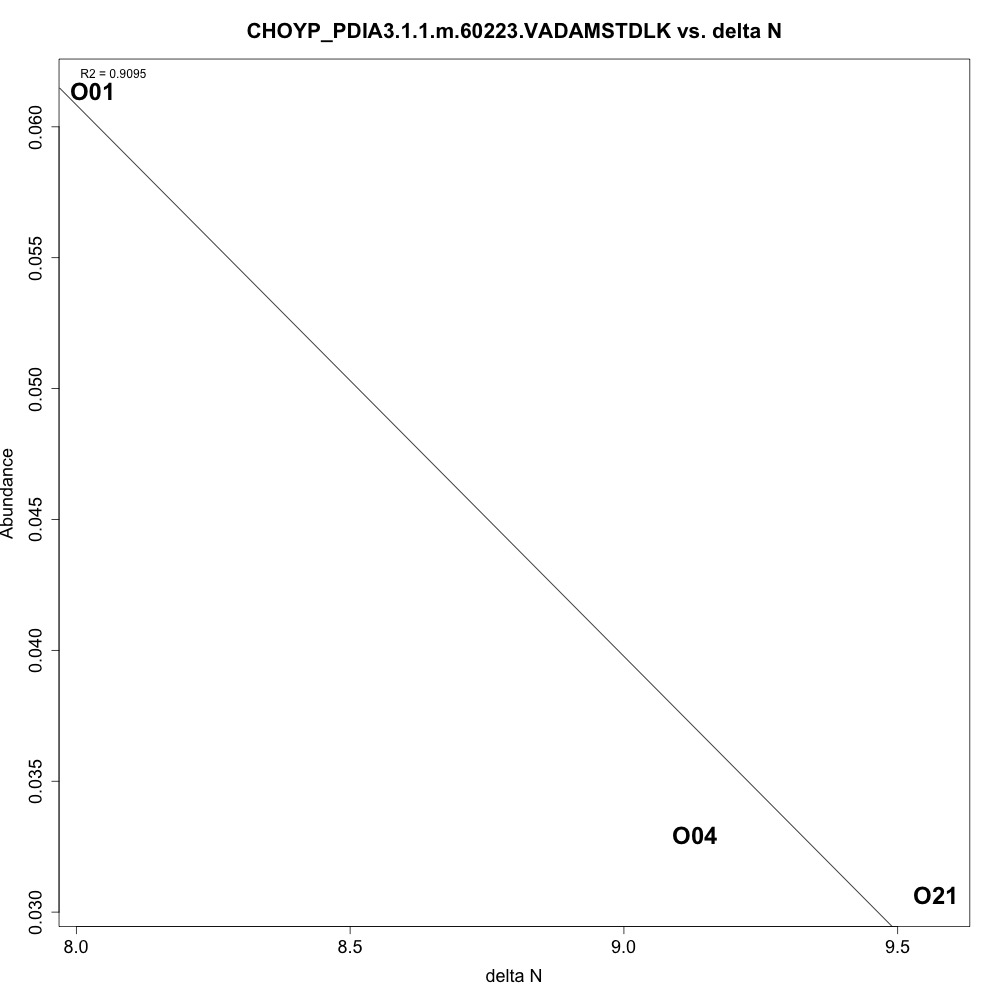 CHOYP_PDIA3.1.1.m.60223.VADAMSTDLK vs. delta N
R2 = 0.9095
O01
0.060
0.055
0.050
0.045
0.040
0.035
0.030
Abundance
O04
O21
8.0 8.5 9.0 9.5
delta N